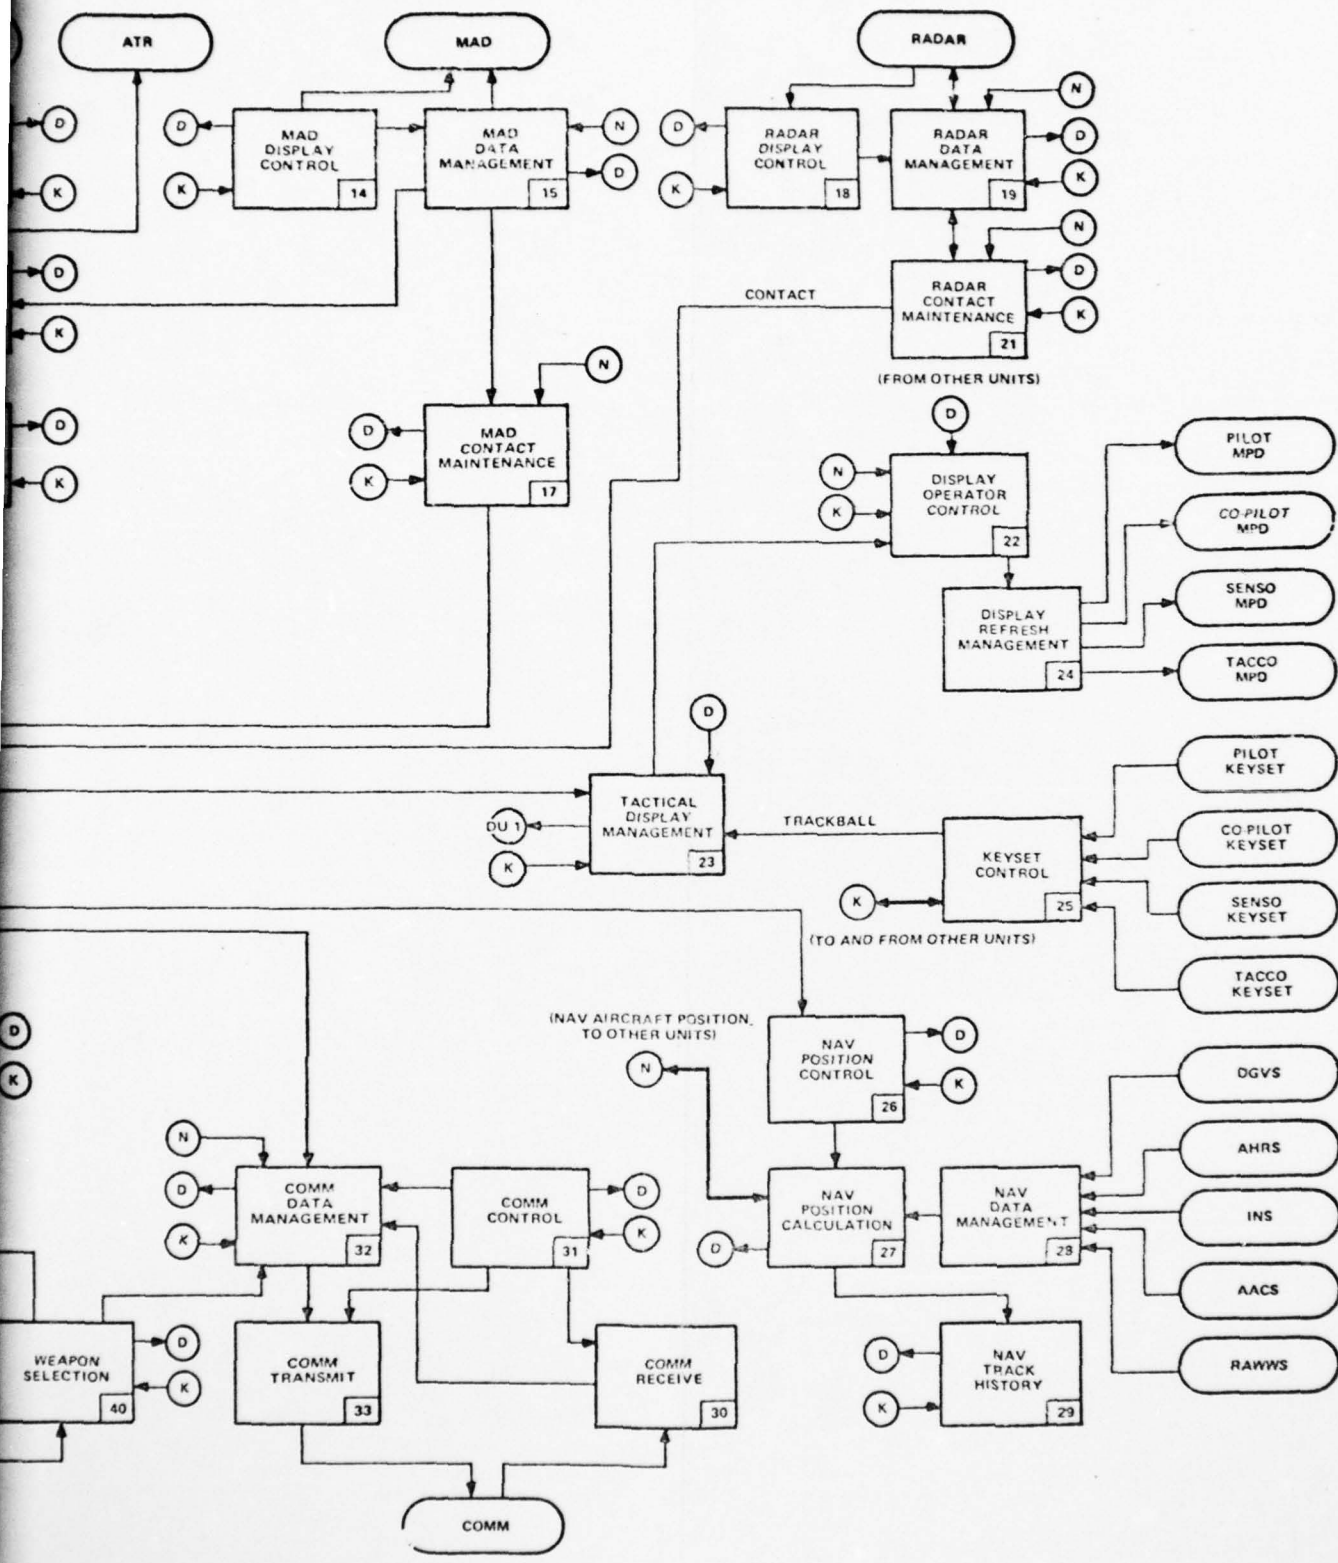 ATR
MAD
RADAR
D
K
D
K
D
K
D
K
MAD
DISPLAY
CONTROL
14
MAD
DATA
MANAGEMENT
15
N
D
D
K
RADAR
DISPLAY
CONTROL
18
RADAR
DATA
MANAGEMENT
19
N
D
K
CONTACT
RADAR
CONTACT
MAINTENANCE
21
N
D
K
(FROM OTHER UNITS)
N
D
K
MAD
CONTACT
MAINTENANCE
17
D
N
K
DISPLAY
OPERATOR
CONTROL
22
PILOT
MPD
CO-PILOT
MPD
SENSO
MPD
TACCO
MPD
DISPLAY
REFRESH
MANAGEMENT
24
D
DU 1
K
TACTICAL
DISPLAY
MANAGEMENT
23
TRACKBALL
KEYSET
CONTROL
25
K
(TO AND FROM OTHER UNITS)
PILOT
KEYSET
CO-PILOT
KEYSET
SENSO
KEYSET
TACCO
KEYSET
D
K
(NAV AIRCRAFT POSITION,
TO OTHER UNITS)
N
NAV
POSITION
CONTROL
26
D
K
DGVS
AHRS
INS
AACS
RAWWS
N
D
K
COMM
DATA
MANAGEMENT
32
COMM
CONTROL
31
D
K
D
NAV
POSITION
CALCULATION
27
NAV
DATA
MANAGEMENT
28
WEAPON
SELECTION
40
D
K
COMM
TRANSMIT
33
COMM
RECEIVE
30
D
K
NAV
TRACK
HISTORY
29
COMM